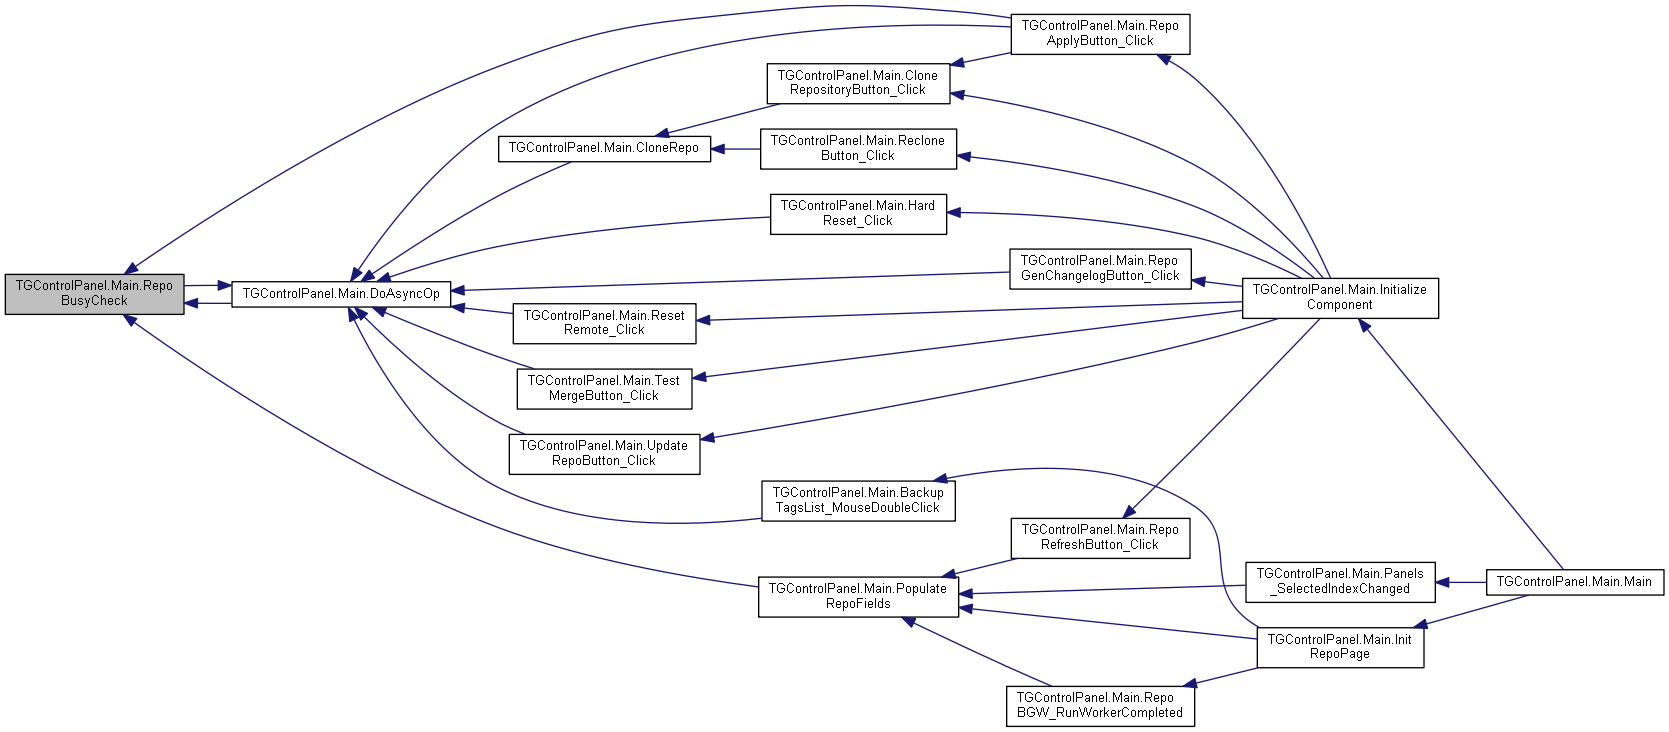 TGControlPanel.Main.Repo
BusyCheck
TGControlPanel.Main.DoAsyncOp
TGControlPanel.Main.Repo
ApplyButton_Click
TGControlPanel.Main.Clone
RepositoryButton_Click
TGControlPanel.Main.CloneRepo
TGControlPanel.Main.Reclone
Button_Click
TGControlPanel.Main.Hard
Reset_Click
TGControlPanel.Main.Repo
GenChangelogButton_Click
TGControlPanel.Main.Initialize
Component
TGControlPanel.Main.Reset
Remote_Click
TGControlPanel.Main.Test
MergeButton_Click
TGControlPanel.Main.Update
RepoButton_Click
TGControlPanel.Main.Backup
TagsList_MouseDoubleClick
TGControlPanel.Main.Repo
RefreshButton_Click
TGControlPanel.Main.Populate
RepoFields
TGControlPanel.Main.Panels
_SelectedIndexChanged
TGControlPanel.Main.Main
TGControlPanel.Main.Init
RepoPage
TGControlPanel.Main.Repo
BGW_RunWorkerCompleted